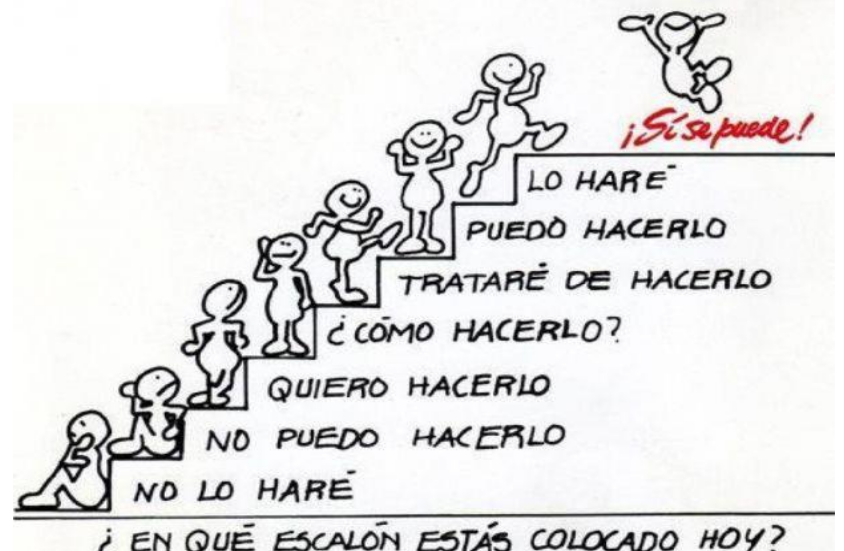 ¡Sí se puede!
LO HARÉ
PUEDO HACERLO
TRATARÉ DE HACERLO
¿CÓMO HACERLO?
QUIERO HACERLO
NO PUEDO HACERLO
NO LO HARÉ
¿EN QUÉ ESCALÓN ESTÁS COLOCADO HOY?